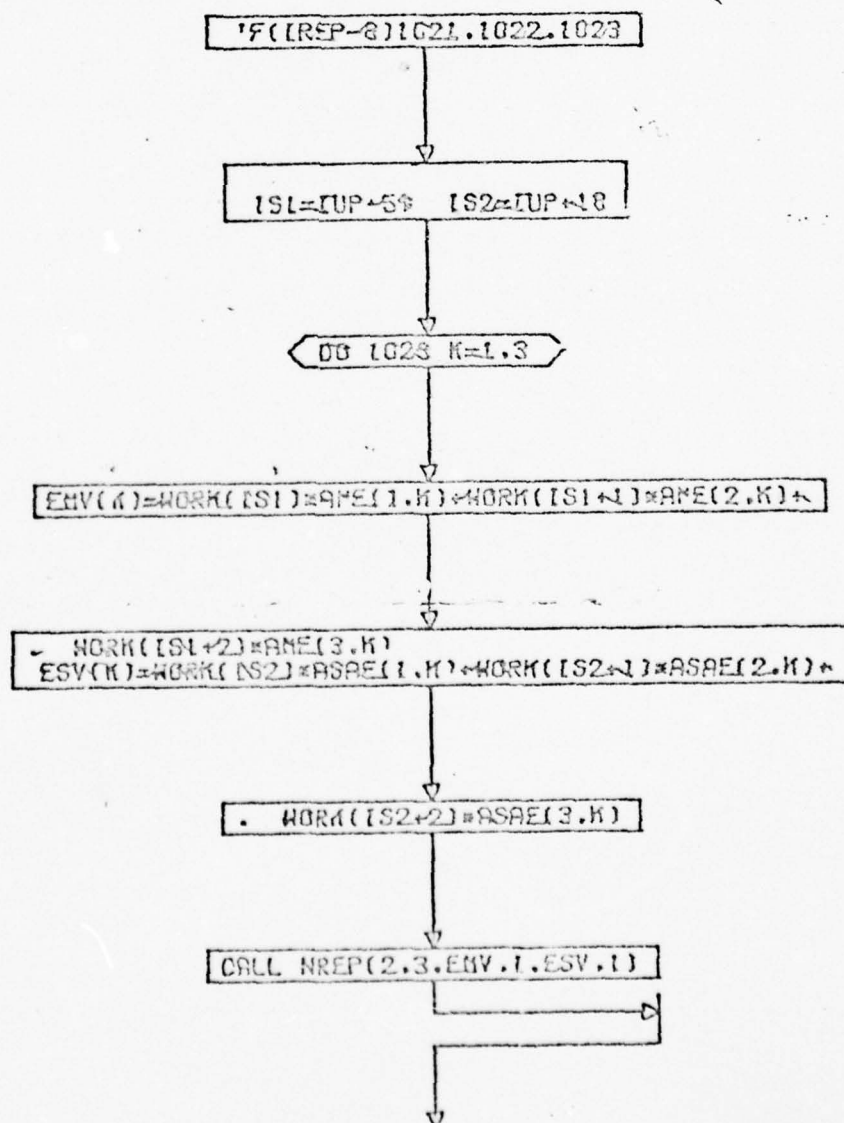 IF(IREP-8)1021.1022.1023
IS1=IUP+54 IS2=IUP+18
DO 1028 K=1.3
EMV(K)=WORK(IS1)*AME(1.K)+WORK(IS1+1)*AME(2.K)+
. WORK(IS1+2)*AME(3.K)
ESV(K)=WORK(IS2)*ASAE(1.K)+WORK(IS2+1)*ASAE(2.K)+
. WORK(IS2+2)*ASAE(3.K)
CALL NREP(2.3.EMV.1.ESV.1)